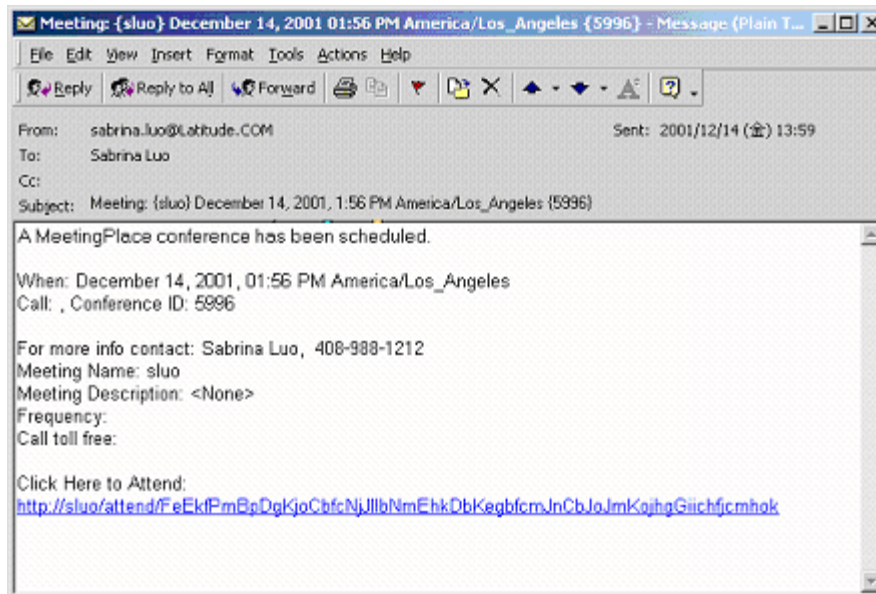 Meeting: {sluo} December 14, 2001 01:56 PM America/Los_Angeles {5996} - Message (Plain T...
File Edit View Insert Format Tools Actions Help
Reply Reply to All Forward
From: sabrina.luo@Latitude.COM Sent: 2001/12/14 (金) 13:59
To: Sabrina Luo
Cc:
Subject: Meeting: {sluo} December 14, 2001, 1:56 PM America/Los_Angeles {5996}
A MeetingPlace conference has been scheduled.
When: December 14, 2001, 01:56 PM America/Los_Angeles
Call: , Conference ID: 5996
For more info contact: Sabrina Luo, 408-988-1212
Meeting Name: sluo
Meeting Description: <None>
Frequency:
Call toll free:
Click Here to Attend: